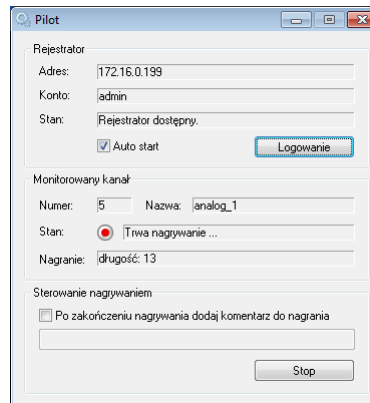 Pilot
Rejestrator
Adres: 172.16.0.199
Konto: admin
Stan: Rejestrator dostępny.
Auto start Logowanie
Monitorowany kanał
Numer: 5 Nazwa: analog_1
Stan: Trwa nagrywanie ...
Nagranie: długość: 13
Sterowanie nagrywaniem
Po zakończeniu nagrywania dodaj komentarz do nagrania
Stop